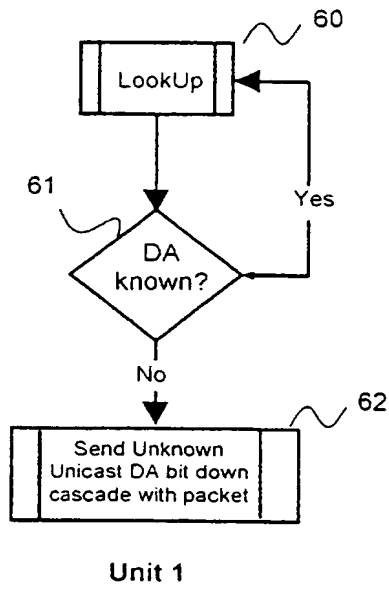 60
LookUp
61
Yes
DA
known?
No
62
Send Unknown
Unicast DA bit down
cascade with packet
Unit 1